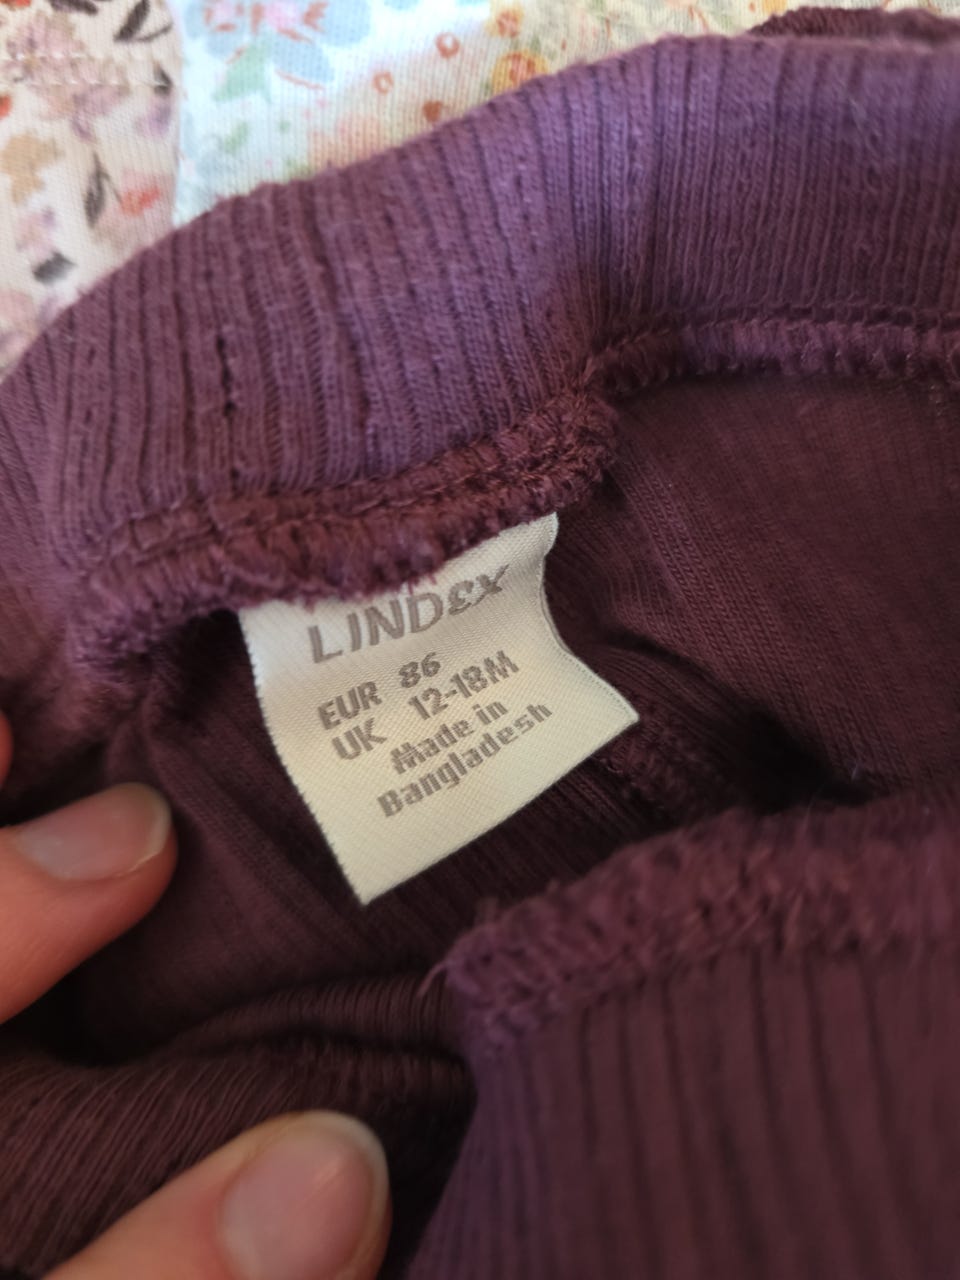 LINDEX
EUR 86
UK 12-18M
Made in
Bangladesh